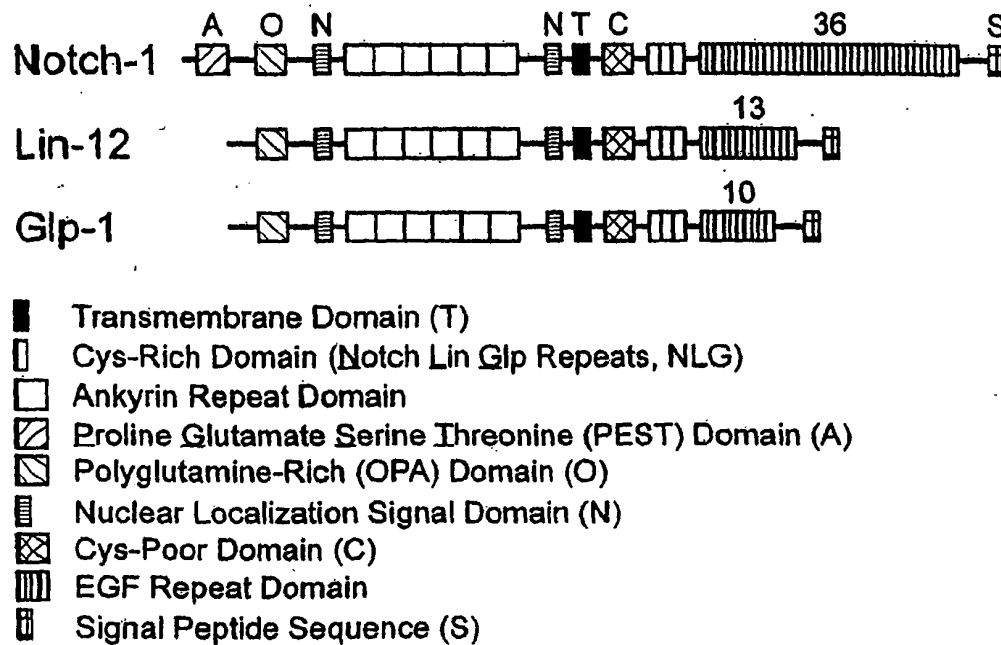 A O N N T C 36 S
Notch-1
13
Lin-12
10
Glp-1
Transmembrane Domain (T)
Cys-Rich Domain (Notch Lin Glp Repeats, NLG)
Ankyrin Repeat Domain
Proline Glutamate Serine Threonine (PEST) Domain (A)
Polyglutamine-Rich (OPA) Domain (O)
Nuclear Localization Signal Domain (N)
Cys-Poor Domain (C)
EGF Repeat Domain
Signal Peptide Sequence (S)